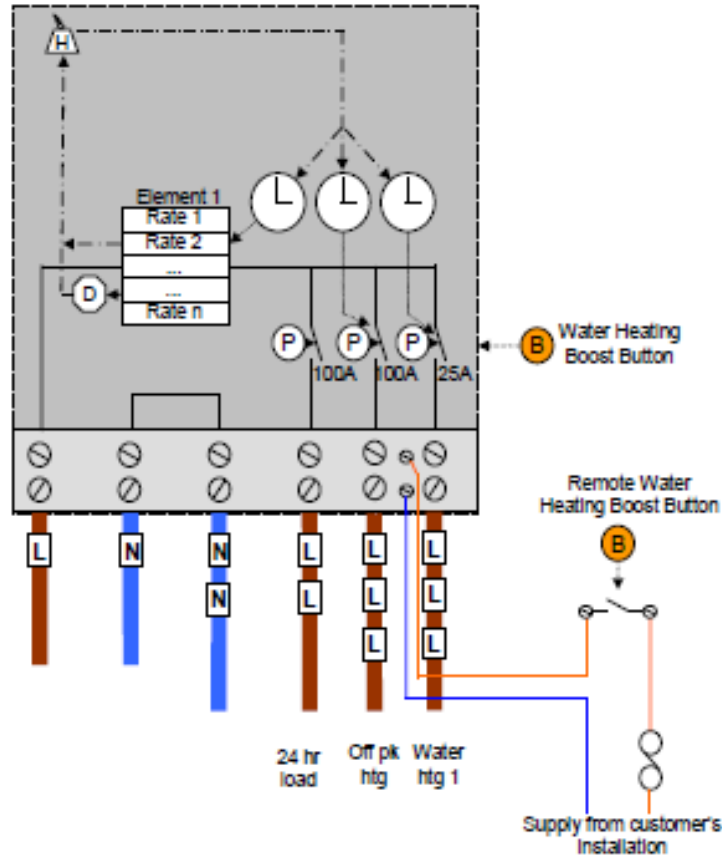 H
Element 1
Rate 1
Rate 2
...
...
Rate n
D
P
P
P
100A
100A
25A
B
Water Heating
Boost Button
Remote Water
Heating Boost Button
B
L
N
N
L
L
L
N
L
L
L
L
L
24 hr
load
Off pk
htg
Water
htg 1
Supply from customer's
Installation